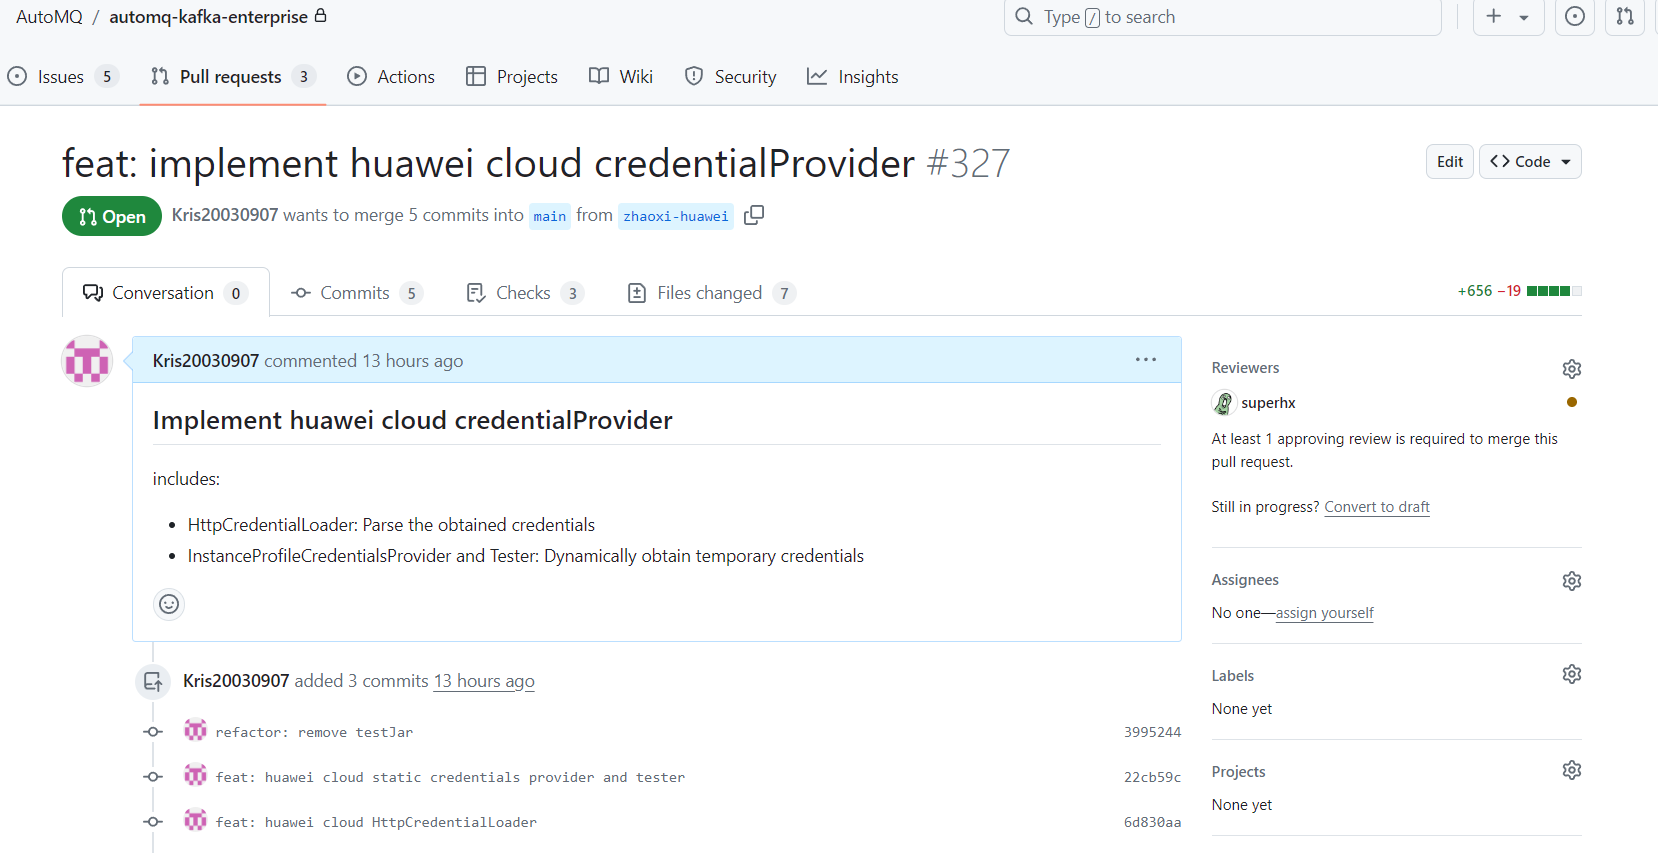 AutoMQ / automq-kafka-enterprise
Type / to search
Issues 5
Pull requests 3
Actions
Projects
Wiki
Security
Insights
feat: implement huawei cloud credentialProvider #327
Edit
Code
Open
Kris20030907 wants to merge 5 commits into main from zhaoxi-huawei
Conversation 0
Commits 5
Checks 3
Files changed 7
+656 −19
Kris20030907 commented 13 hours ago
Implement huawei cloud credentialProvider
includes:
• HttpCredentialLoader: Parse the obtained credentials
• InstanceProfileCredentialsProvider and Tester: Dynamically obtain temporary credentials
Kris20030907 added 3 commits 13 hours ago
refactor: remove testJar 3995244
feat: huawei cloud static credentials provider and tester 22cb59c
feat: huawei cloud HttpCredentialLoader 6d830aa
Reviewers
superhx
At least 1 approving review is required to merge this
pull request.
Still in progress? Convert to draft
Assignees
No one—assign yourself
Labels
None yet
Projects
None yet